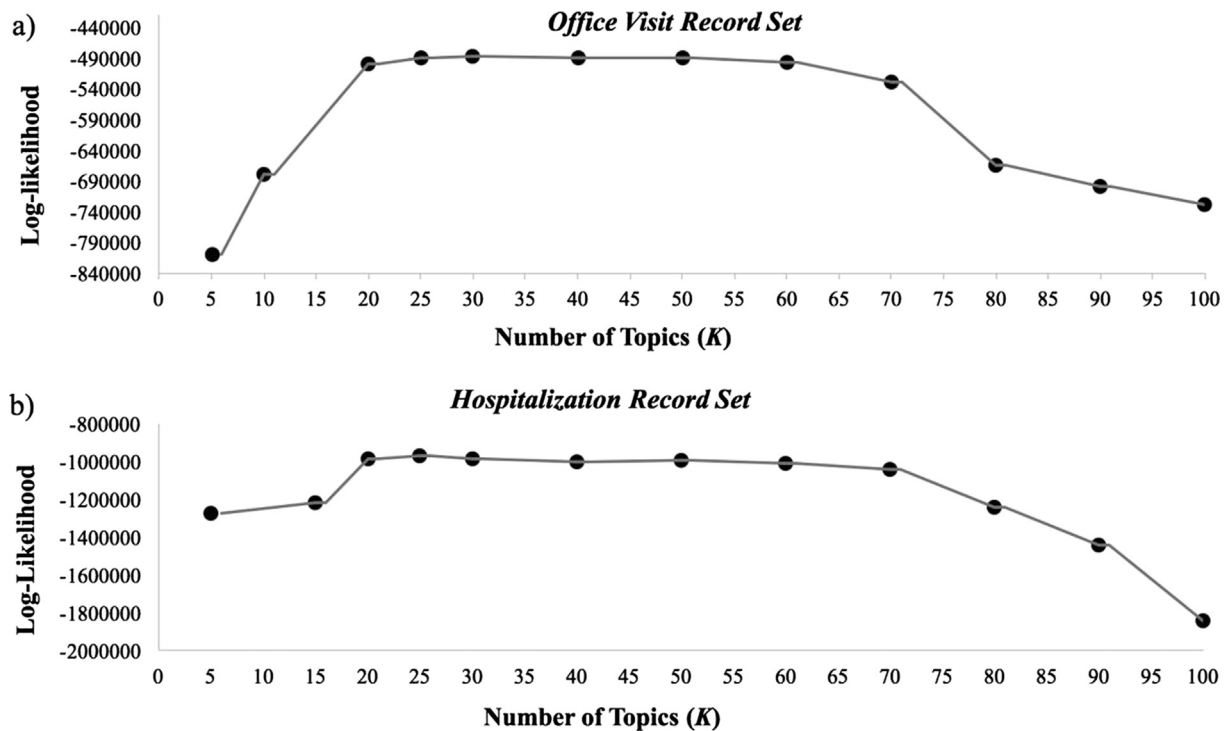 a)
Office Visit Record Set
Log-likelihood
-440000
-490000
-540000
-590000
-640000
-690000
-740000
-790000
-840000
0 5 10 15 20 25 30 35 40 45 50 55 60 65 70 75 80 85 90 95 100
Number of Topics (K)
b)
Hospitalization Record Set
Log-Likelihood
-800000
-1000000
-1200000
-1400000
-1600000
-1800000
-2000000
0 5 10 15 20 25 30 35 40 45 50 55 60 65 70 75 80 85 90 95 100
Number of Topics (K)